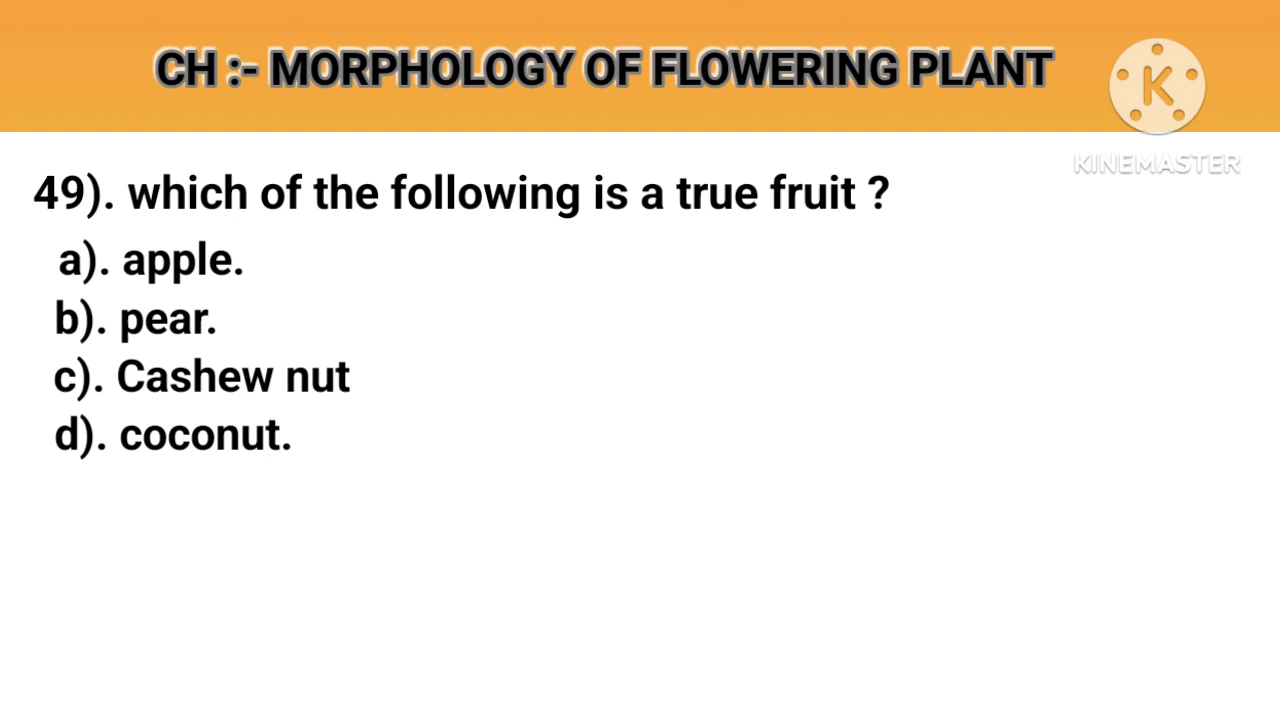 CH :- MORPHOLOGY OF FLOWERING PLANT
K
KINEMASTER
49). which of the following is a true fruit ?
a). apple.
b). pear.
c). Cashew nut
d). coconut.